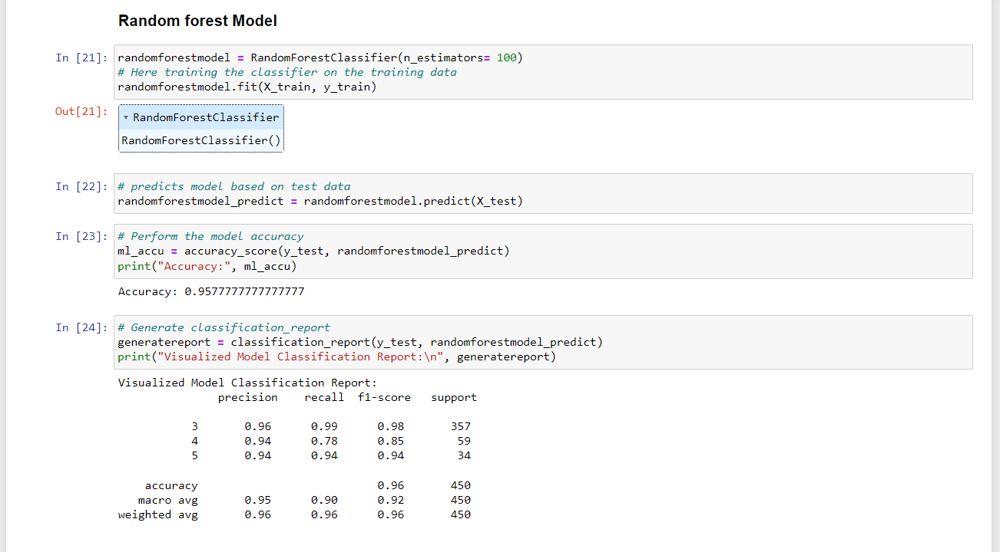 Random forest Model
In [21]: randomforestmodel = RandomForestClassifier(n_estimators= 100)
# Here training the classifier on the training data
randomforestmodel.fit(X_train, y_train)
Out[21]: ▾ RandomForestClassifier
RandomForestClassifier()
In [22]: # predicts model based on test data
randomforestmodel_predict = randomforestmodel.predict(X_test)
In [23]: # Perform the model accuracy
ml_accu = accuracy_score(y_test, randomforestmodel_predict)
print("Accuracy:", ml_accu)
Accuracy: 0.9577777777777777
In [24]: # Generate classification_report
generatereport = classification_report(y_test, randomforestmodel_predict)
print("Visualized Model Classification Report:\n", generatereport)
Visualized Model Classification Report:
precision recall f1-score support
3 0.96 0.99 0.98 357
4 0.94 0.78 0.85 59
5 0.94 0.94 0.94 34
accuracy 0.96 450
macro avg 0.95 0.90 0.92 450
weighted avg 0.96 0.96 0.96 450